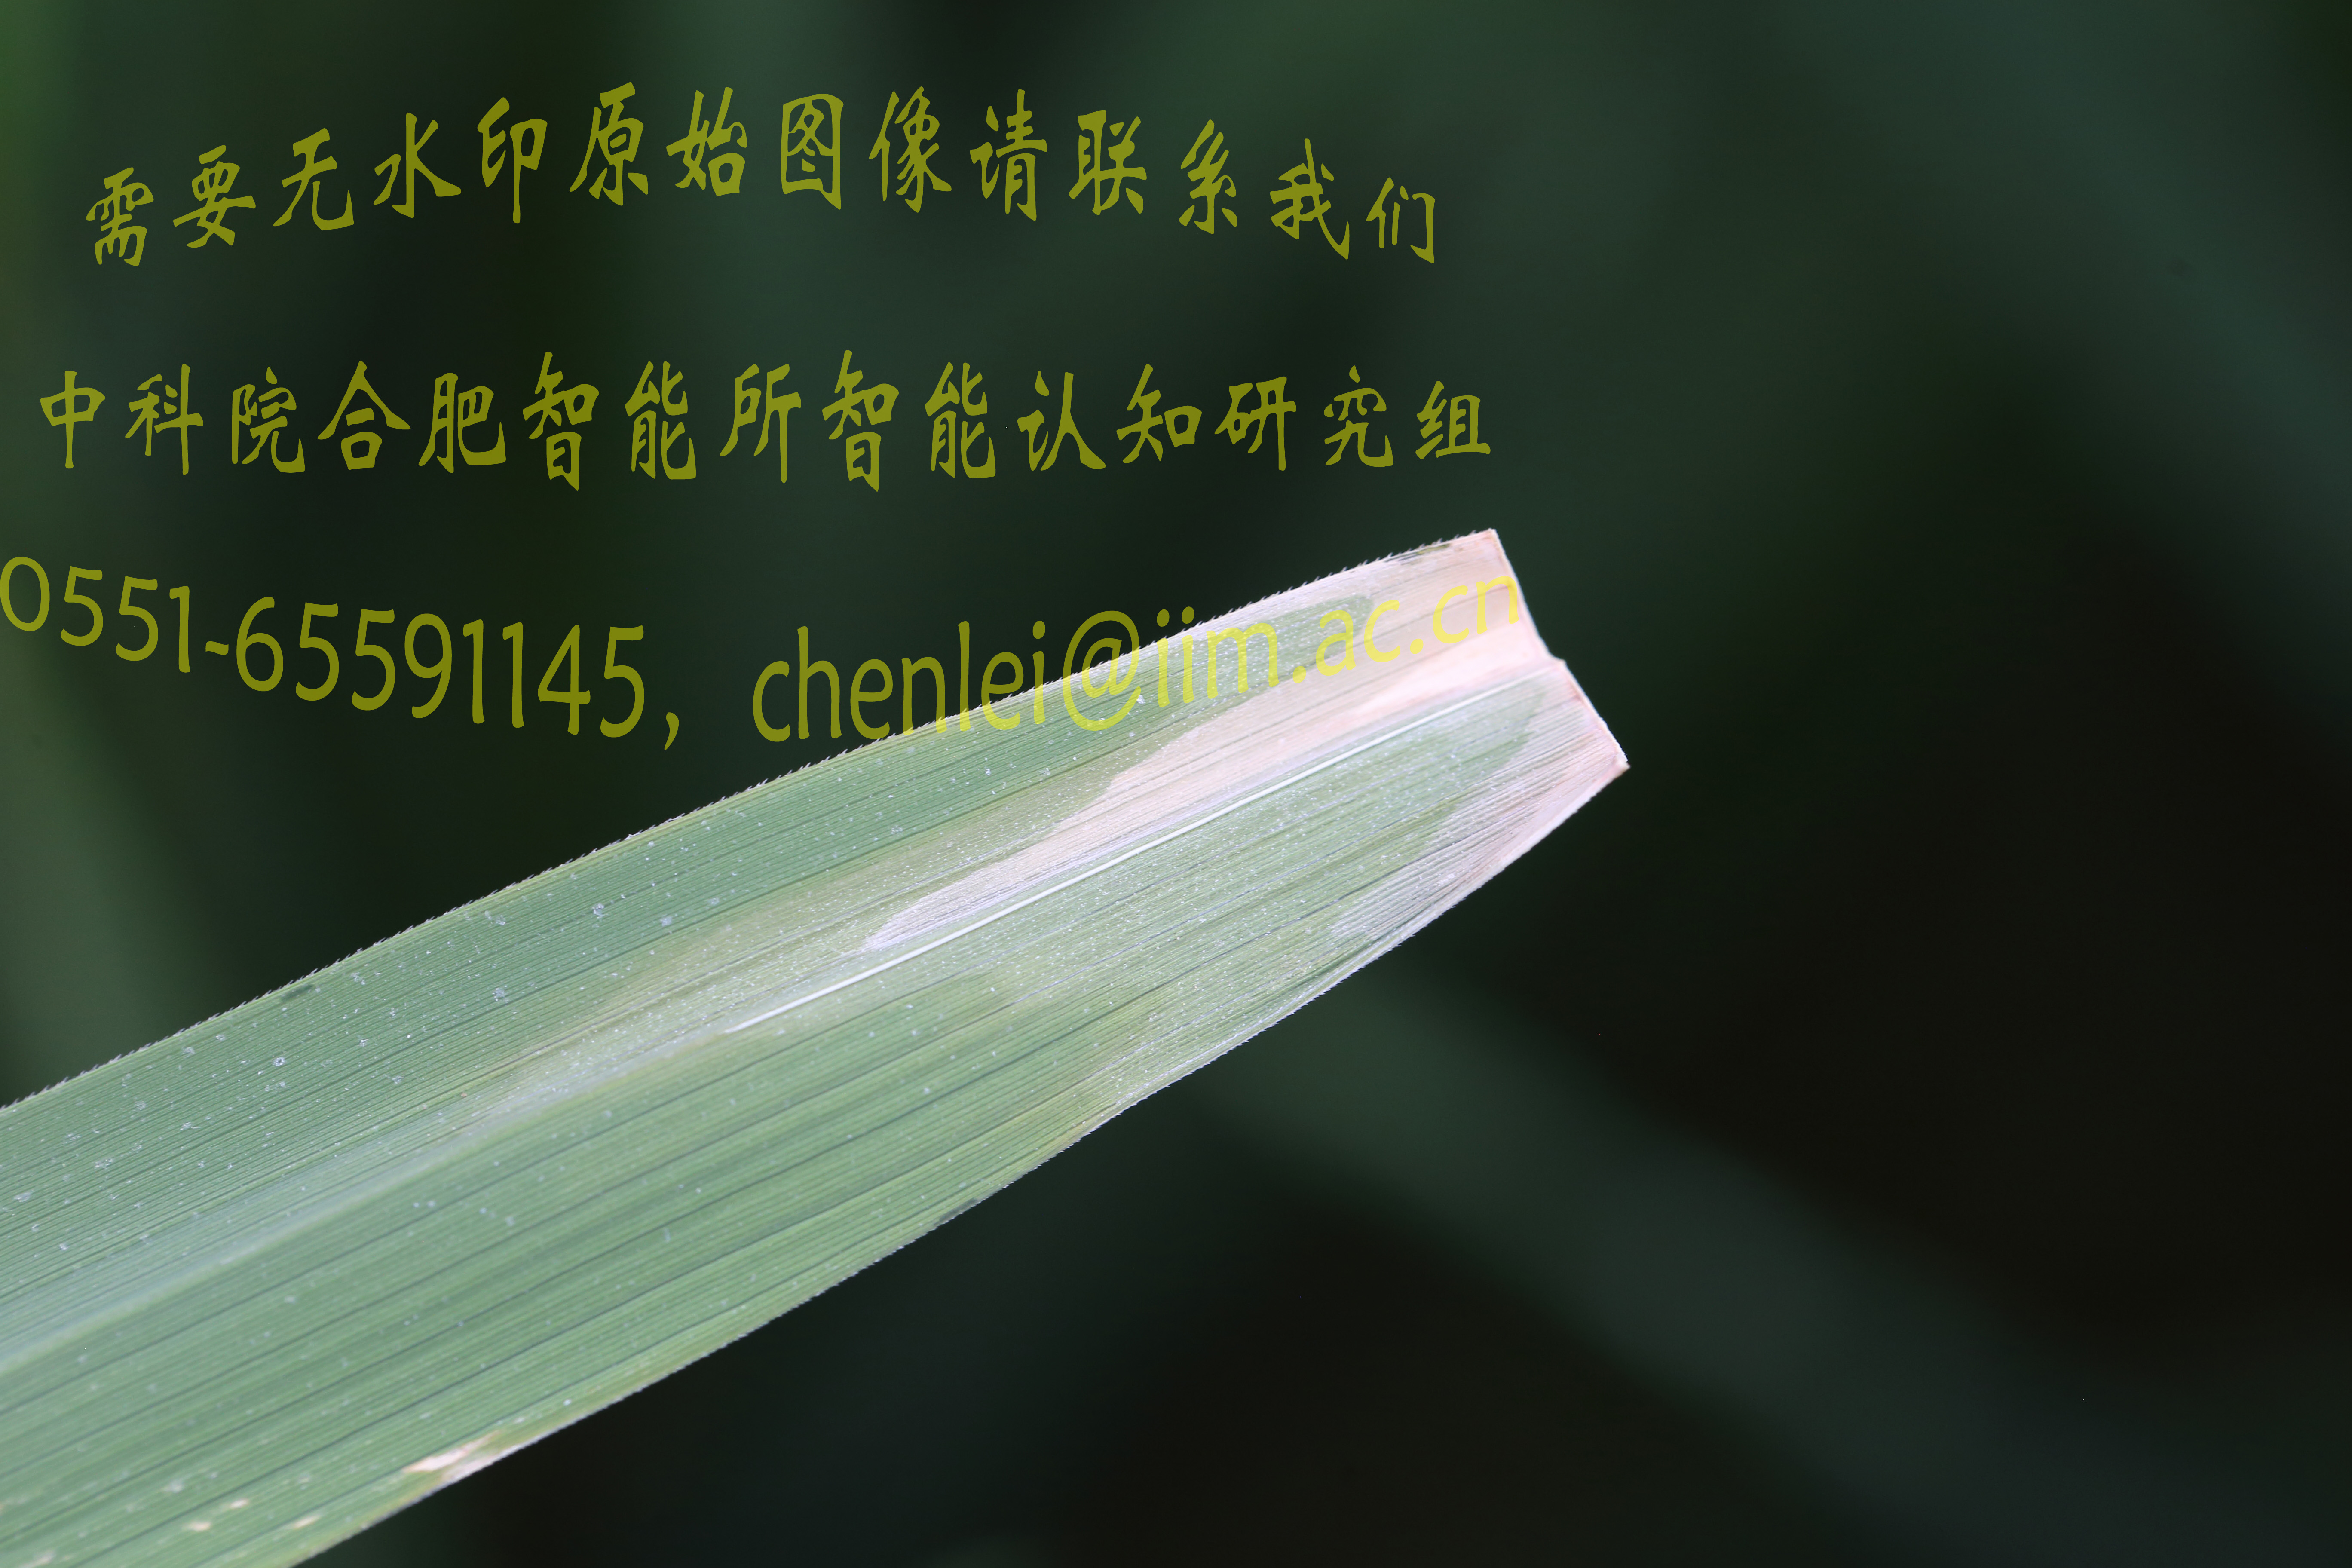 需要无水印原始图像请联系我们
中科院合肥智能所智能认知研究组
0551-65591145, chenlei@iim.ac.cn